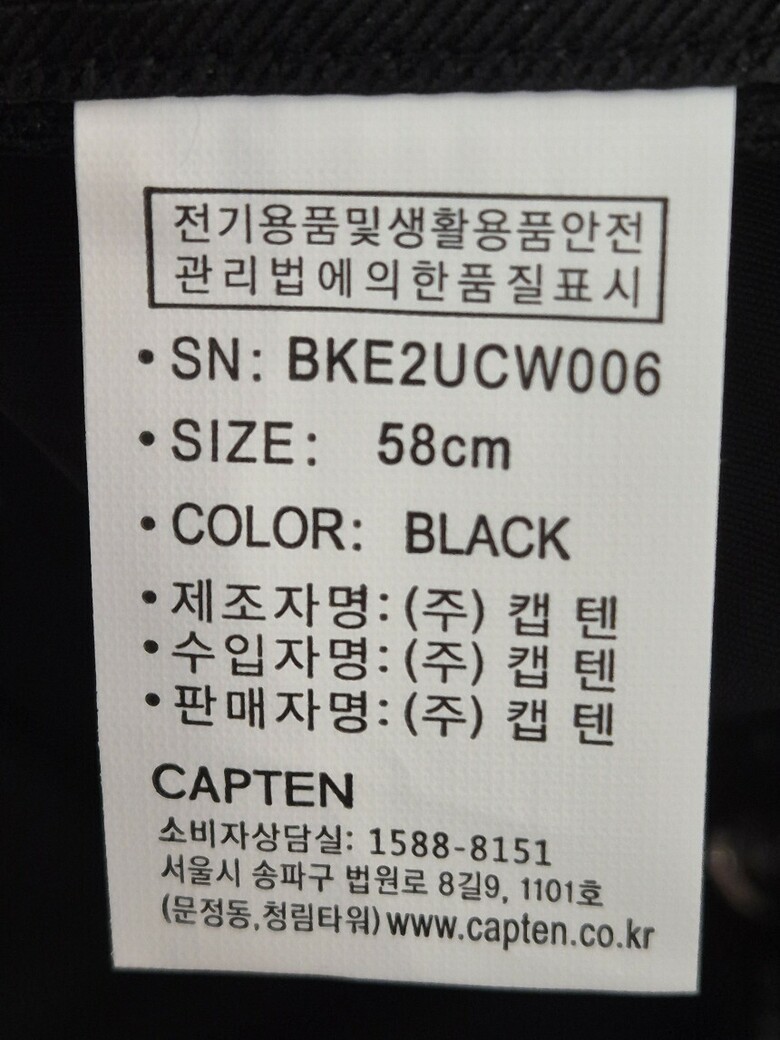 전기용품및생활용품안전
관리법에의한품질표시
• SN: BKE2UCW006
• SIZE: 58cm
• COLOR: BLACK
• 제조자명: (주) 캡 텐
• 수입자명: (주) 캡 텐
• 판매자명: (주) 캡 텐
CAPTEN
소비자상담실: 1588-8151
서울시 송파구 법원로 8길9, 1101호
(문정동,청림타워) www.capten.co.kr